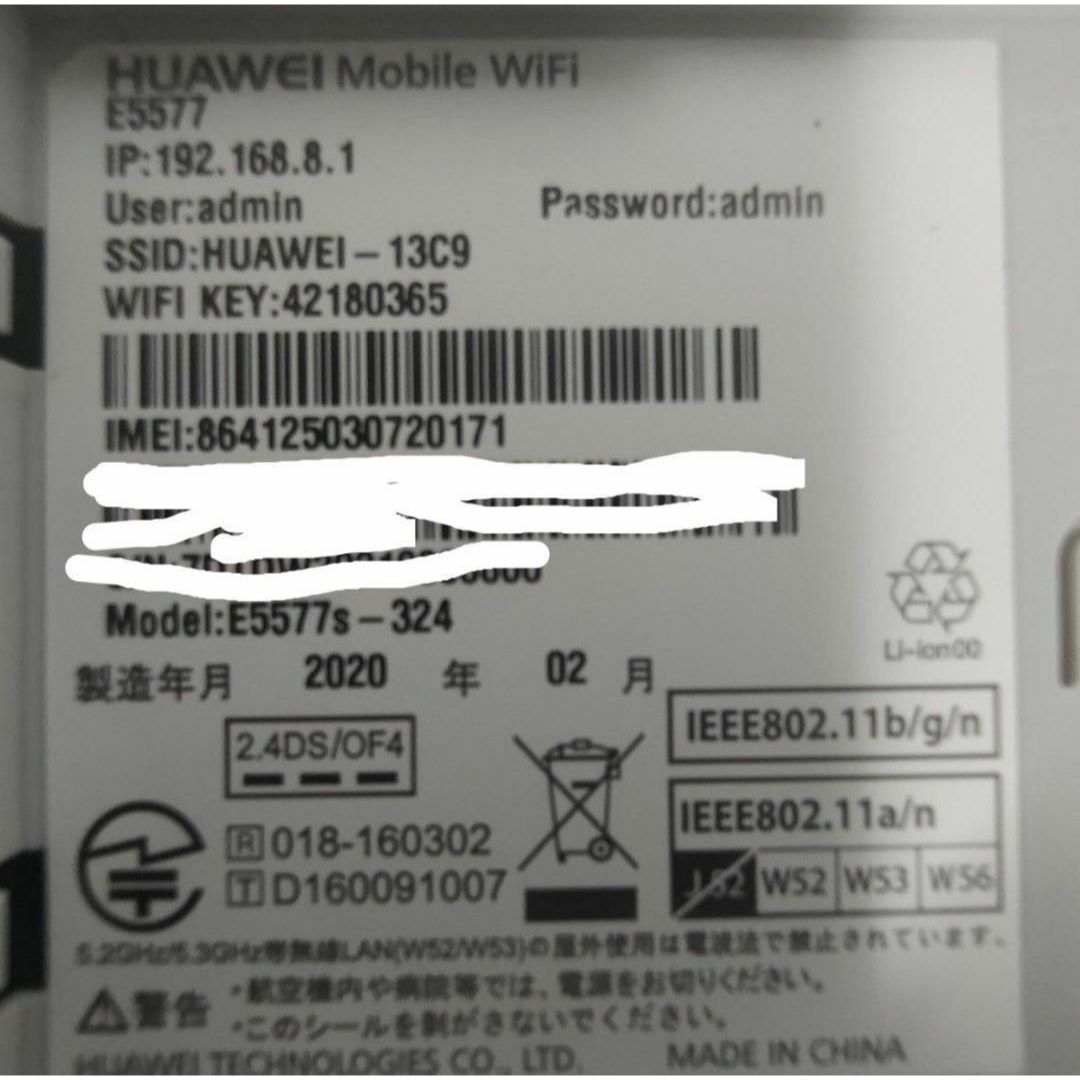 HUAWEI Mobile WiFi
E5577
IP:192.168.8.1
User:admin Password:admin
SSID:HUAWEI-13C9
WIFI KEY:42180365
IMEI:864125030720171
Model:E5577s-324
製造年月 2020 年 02 月
Li-ion00
2.4DS/OF4
IEEE802.11b/g/n
IEEE802.11a/n
J52 W52 W53 W56
R 018-160302
T D160091007
5.2GHz/5.3GHz帯無線LAN(W52/W53)の屋外使用は電波法で禁止されています。
警告
・航空機内や病院等では、電源をお切りください。
・このシールを剥がさないでください。
HUAWEI TECHNOLOGIES CO., LTD. MADE IN CHINA